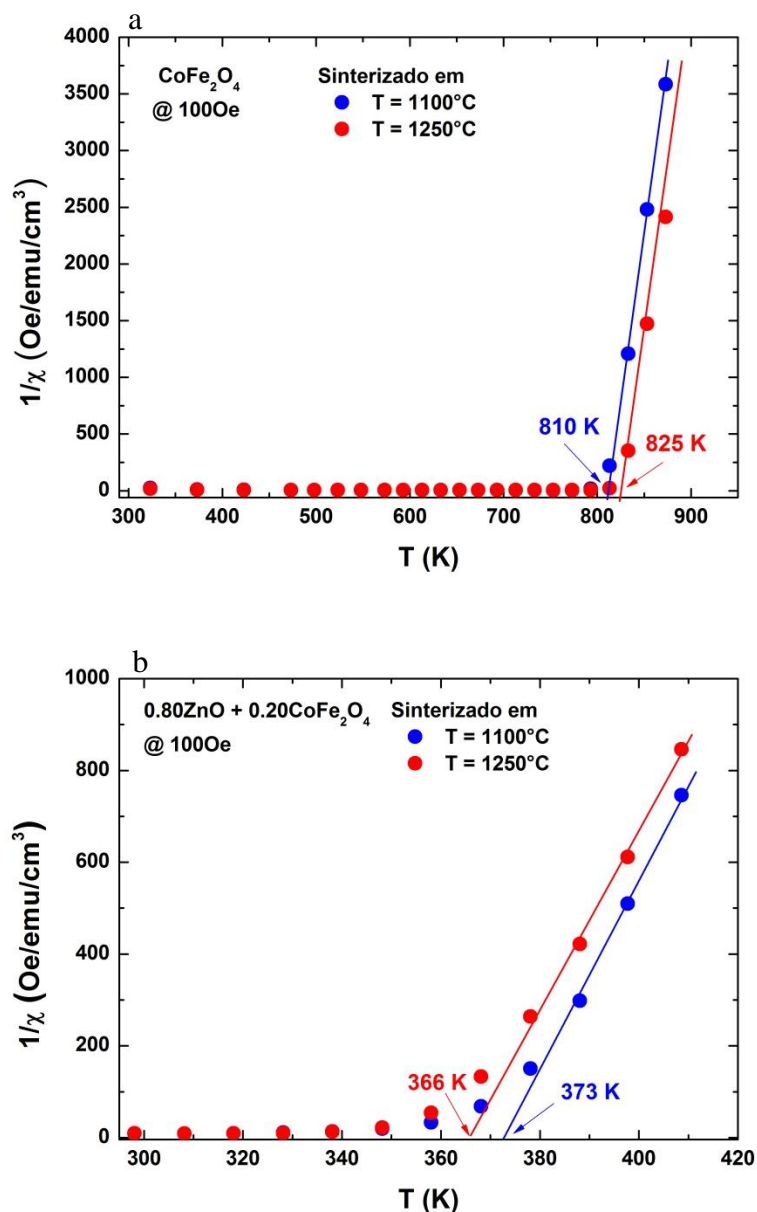 a
4000
3500
3000
2500
2000
1500
1000
500
0
1/χ (Oe/emu/cm³)
CoFe₂O₄
@ 100Oe
Sinterizado em
T = 1100°C
T = 1250°C
810 K
825 K
300 400 500 600 700 800 900
T (K)
b
1000
800
600
400
200
0
1/χ (Oe/emu/cm³)
0.80ZnO + 0.20CoFe₂O₄
@ 100Oe
Sinterizado em
T = 1100°C
T = 1250°C
366 K
373 K
300 320 340 360 380 400 420
T (K)